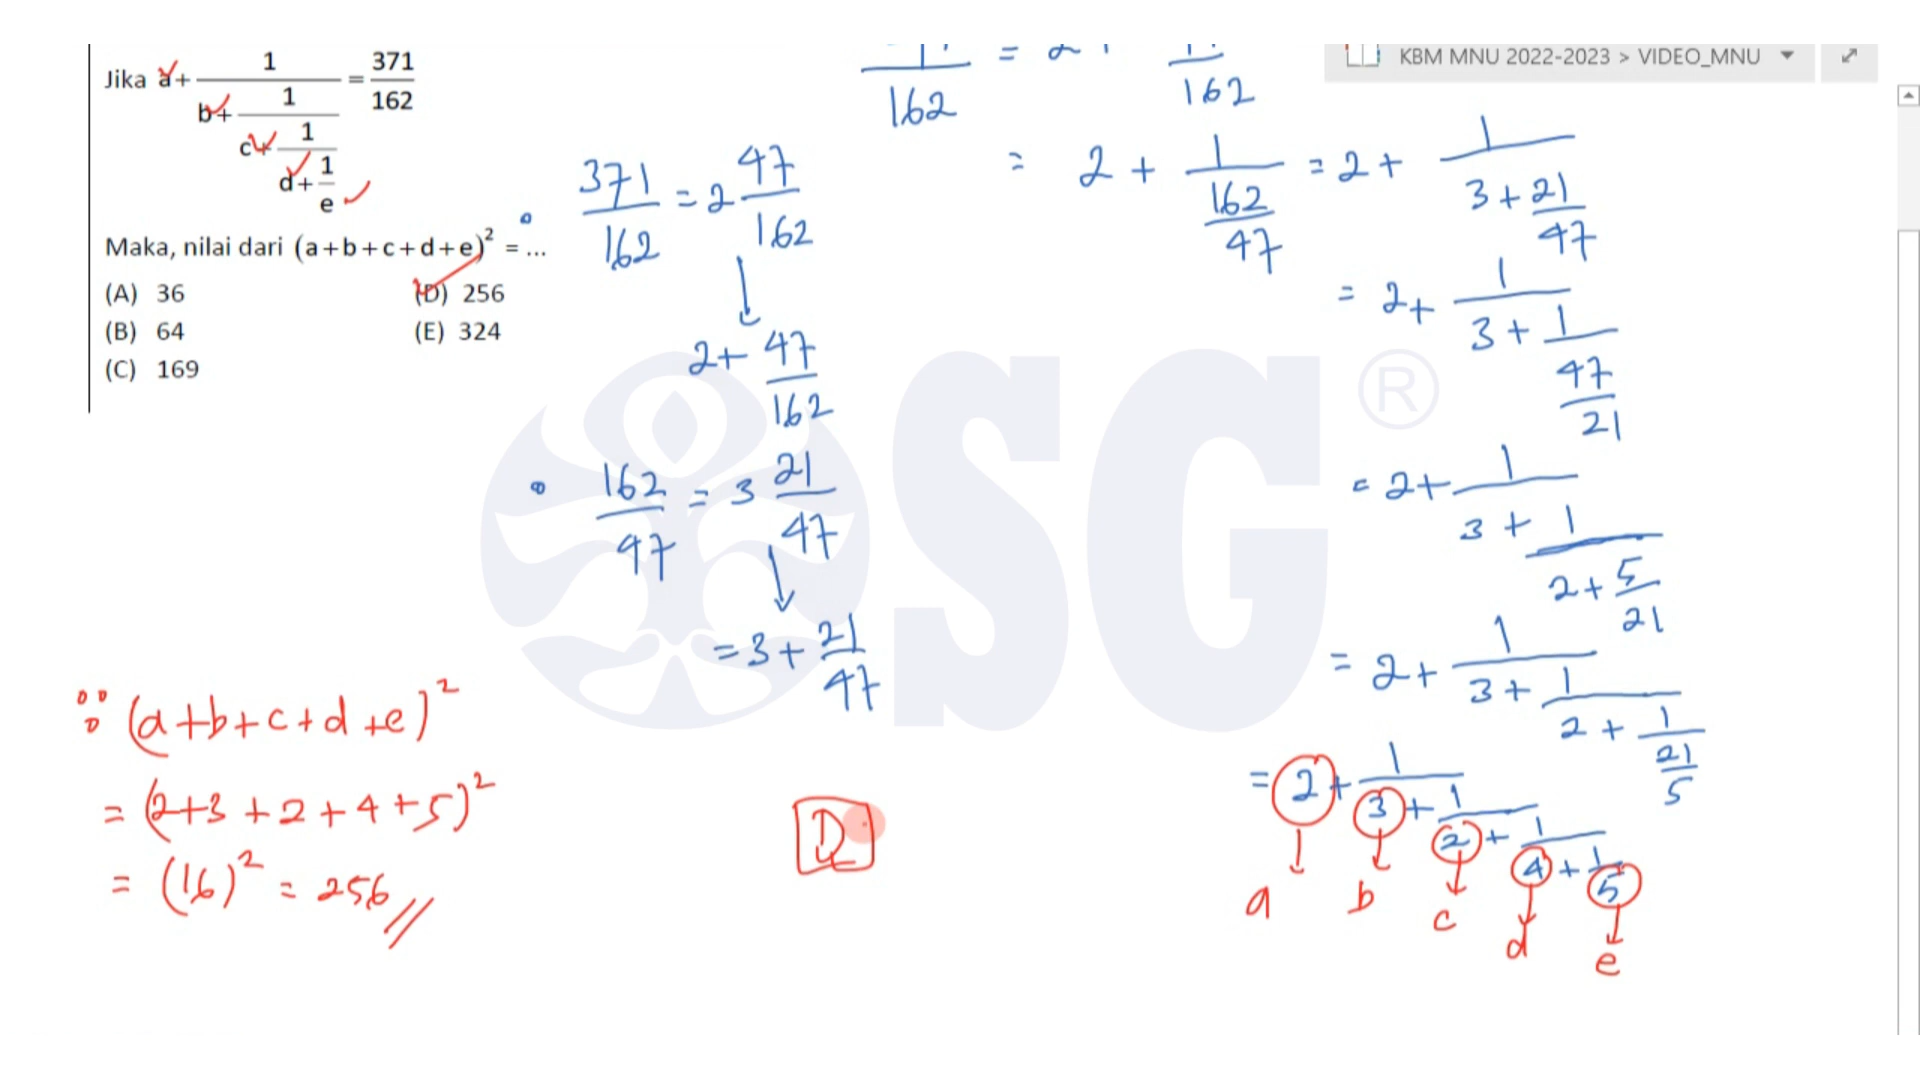 Jika a + 1/(b + 1/(c + 1/(d + 1/e))) = 371/162
Maka, nilai dari (a+b+c+d+e)² = ...
(A) 36
(B) 64
(C) 169
(D) 256
(E) 324
KBM MNU 2022-2023 > VIDEO_MNU
371/162 = 2 47/162
2 + 47/162
162/47 = 3 21/47
= 3 + 21/47
162 = 2 + 162
= 2 + 1/(162/47) = 2 + 1/(3 + 21/47)
= 2 + 1/(3 + 1/(47/21))
= 2 + 1/(3 + 1/(2 + 5/21))
= 2 + 1/(3 + 1/(2 + 1/(21/5)))
= 2 + 1/(3 + 1/(2 + 1/(4 + 1/5)))
a b c d e
∵ (a+b+c+d+e)²
= (2+3+2+4+5)²
= (16)² = 256 //
D
SG ®